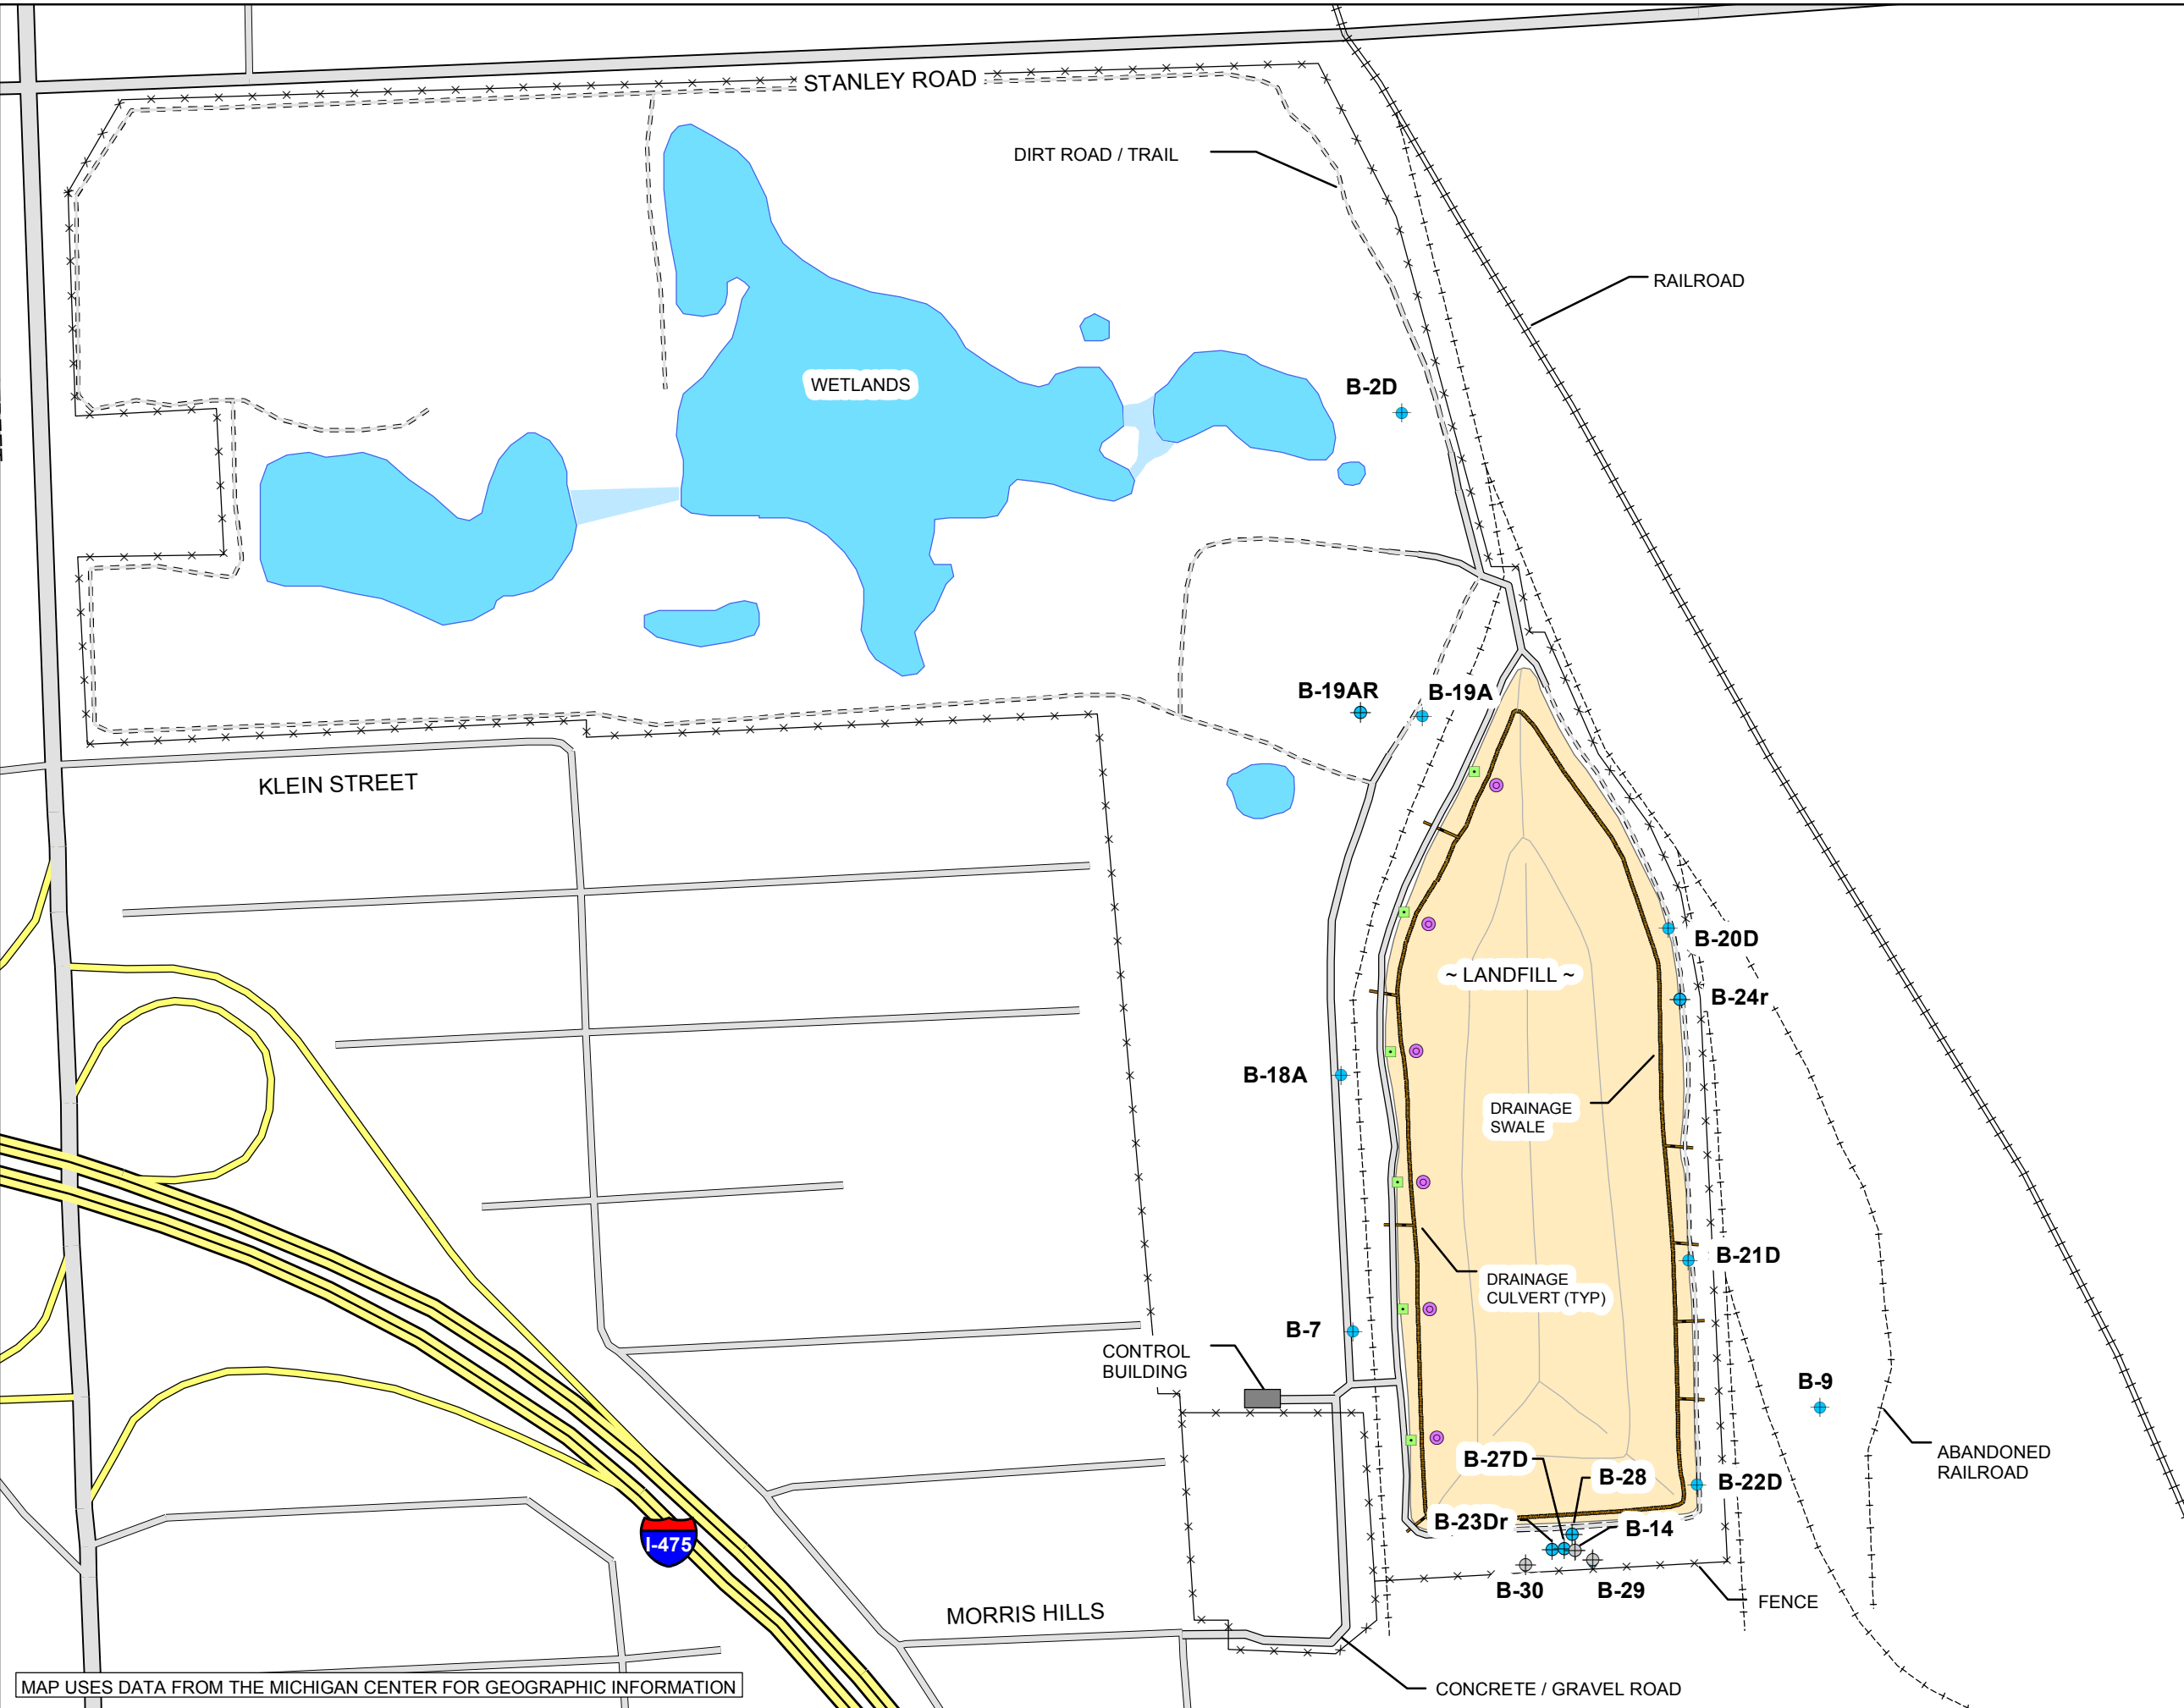 STANLEY ROAD
DIRT ROAD / TRAIL
RAILROAD
WETLANDS
B-2D
B-19AR
B-19A
KLEIN STREET
B-20D
~ LANDFILL ~
B-24r
B-18A
DRAINAGE
SWALE
B-21D
DRAINAGE
CULVERT (TYP)
B-7
CONTROL
BUILDING
B-9
ABANDONED
RAILROAD
B-27D
B-28
B-22D
B-23Dr
B-14
I-475
B-30
B-29
FENCE
MORRIS HILLS
CONCRETE / GRAVEL ROAD
MAP USES DATA FROM THE MICHIGAN CENTER FOR GEOGRAPHIC INFORMATION